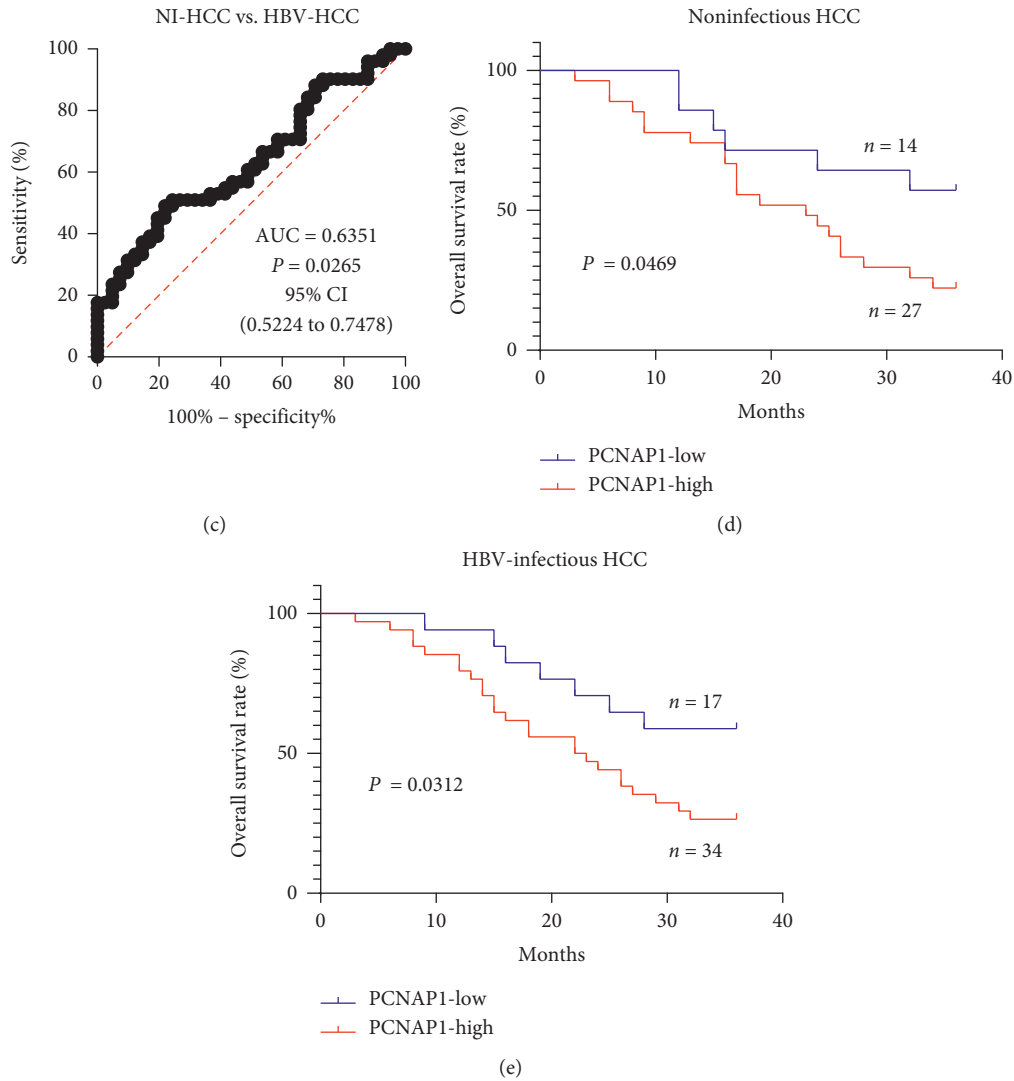 NI-HCC vs. HBV-HCC
100
80
60
40
20
0
Sensitivity (%)
AUC = 0.6351
P = 0.0265
95% CI
(0.5224 to 0.7478)
0
20
40
60
80
100
100% – specificity%
(c)
Noninfectious HCC
100
50
0
Overall survival rate (%)
n = 14
P = 0.0469
n = 27
0
10
20
30
40
Months
PCNAP1-low
PCNAP1-high
(d)
HBV-infectious HCC
100
50
0
Overall survival rate (%)
n = 17
P = 0.0312
n = 34
0
10
20
30
40
Months
PCNAP1-low
PCNAP1-high
(e)